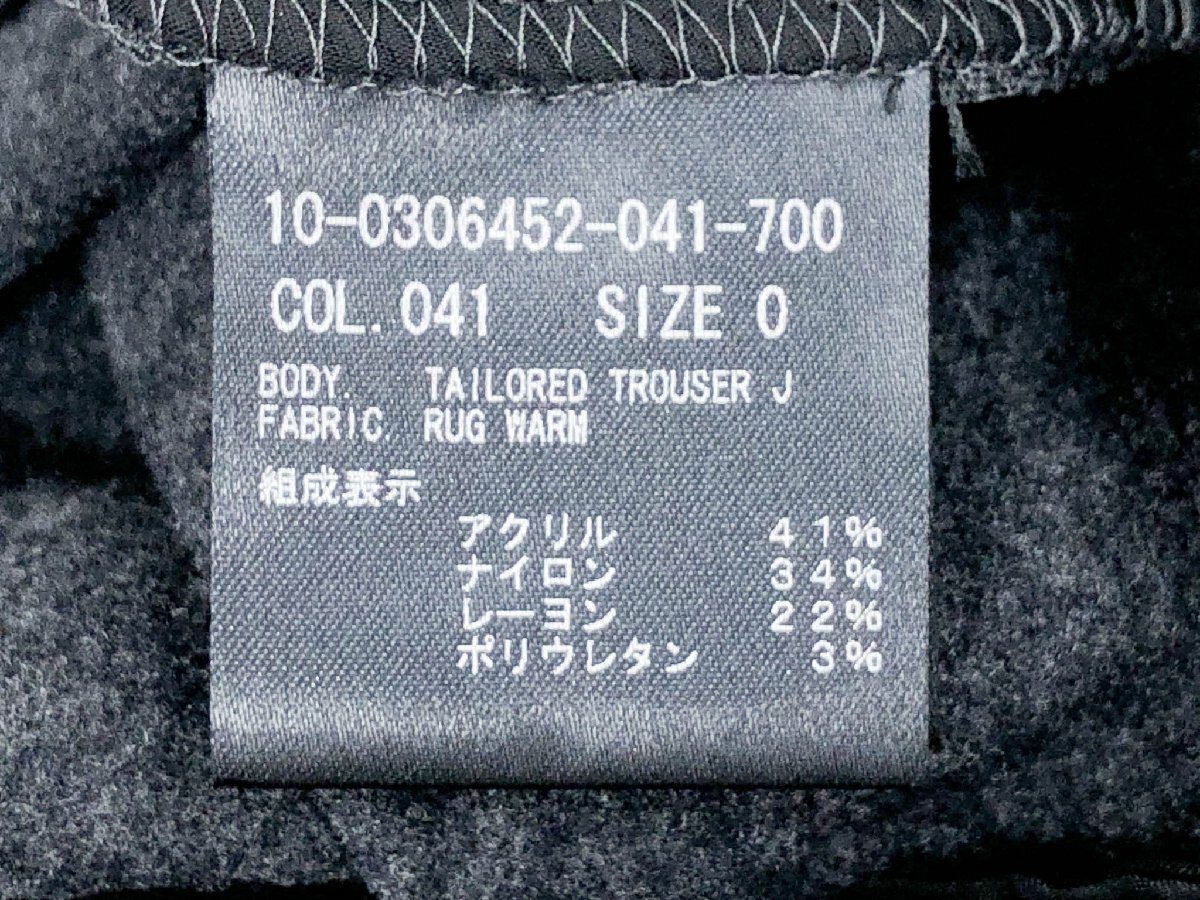 10-0306452-041-700
COL. 041 SIZE 0
BODY. TAILORED TROUSER J
FABRIC. RUG WARM
組成表示
アクリル 41%
ナイロン 34%
レーヨン 22%
ポリウレタン 3%